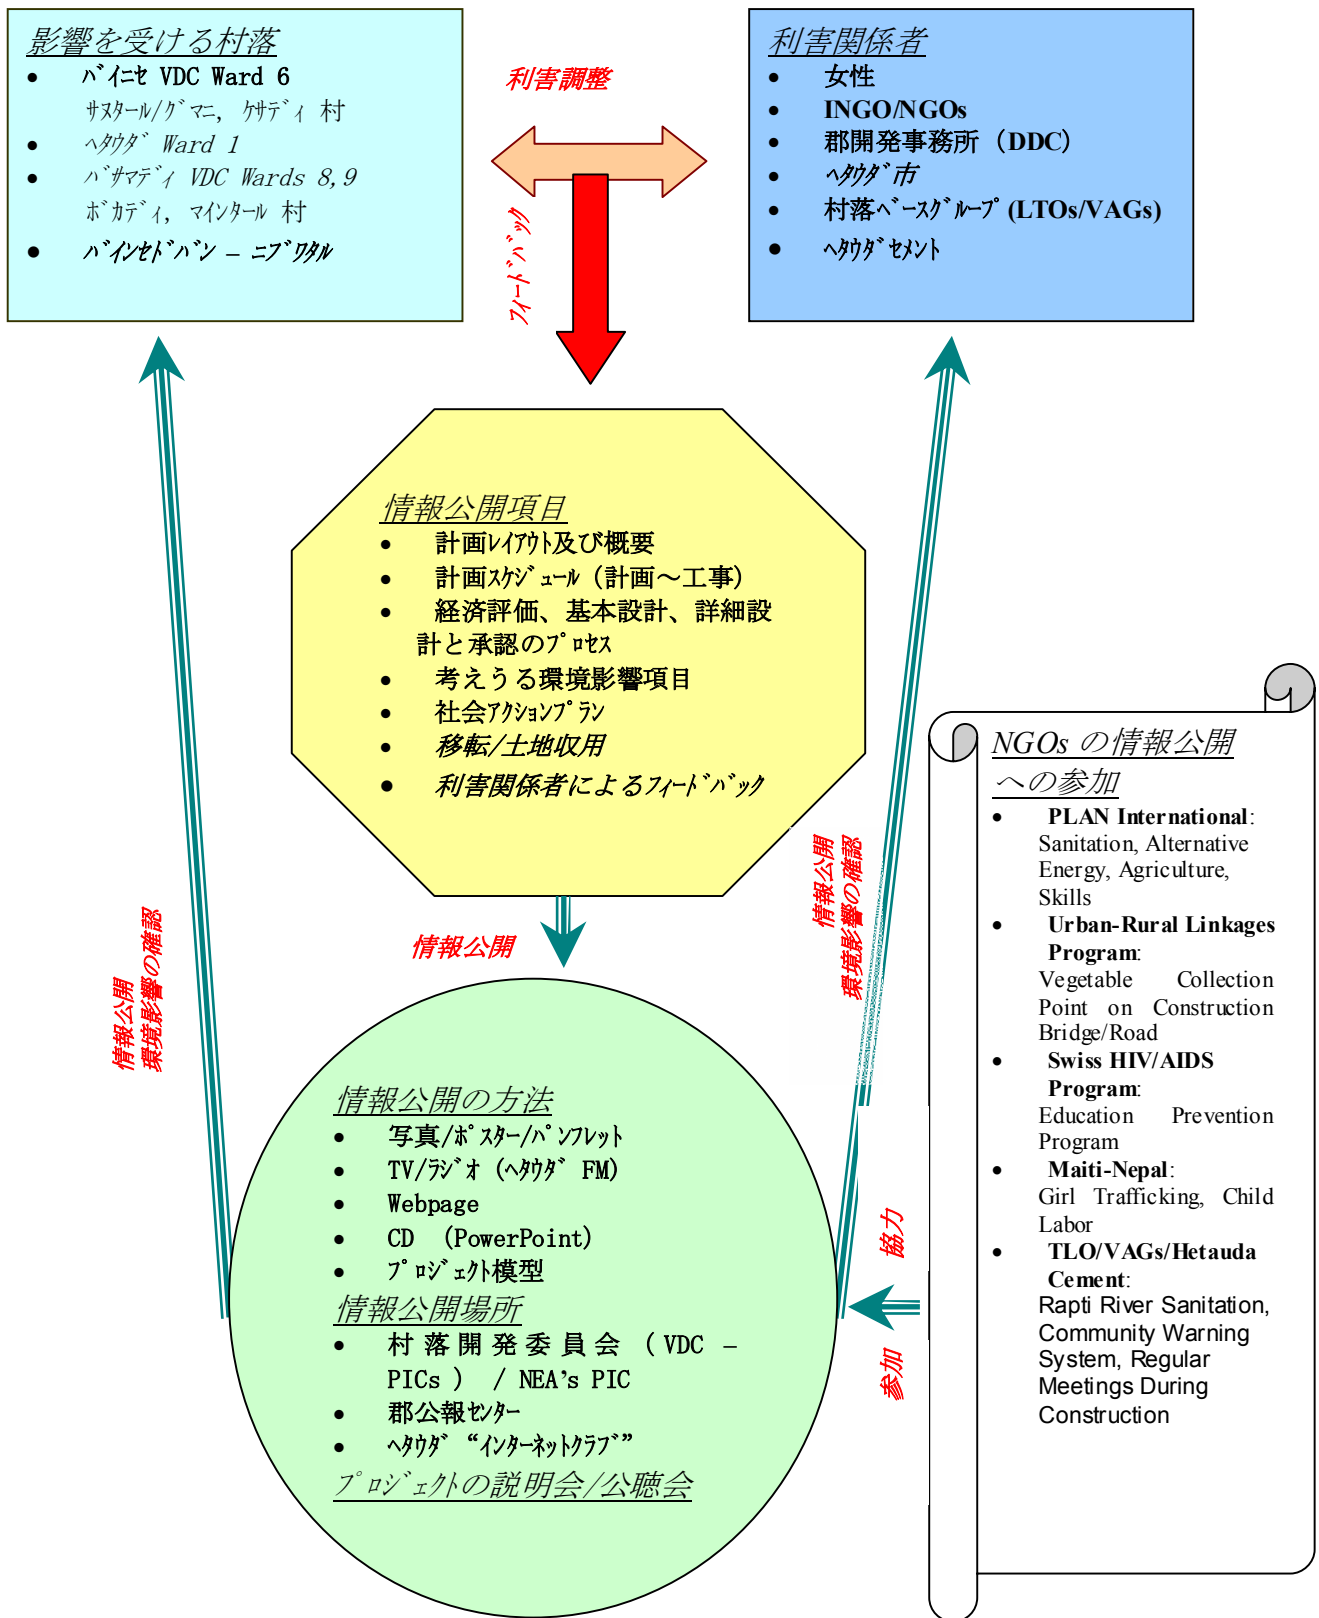 影響を受ける村落
• ﾊﾞｲﾆｾ VDC Ward 6
ｻﾇﾀｰﾙ/ｸﾞﾏﾆ, ｹｻﾃﾞｨ 村
• ﾍﾀｳﾀﾞ Ward 1
• ﾊﾞｻﾏﾃﾞｨ VDC Wards 8,9
ﾎﾞｶﾃﾞｨ, ﾏｲﾝﾀｰﾙ 村
• ﾊﾞｲﾝｾﾄﾞﾊﾞﾝ – ﾆﾌﾞﾜﾀﾙ
利害調整
フィードバック
利害関係者
• 女性
• INGO/NGOs
• 郡開発事務所（DDC）
• ﾍﾀｳﾀﾞ市
• 村落ﾍﾞｰｽｸﾞﾙｰﾌﾟ(LTOs/VAGs)
• ﾍﾀｳﾀﾞｾﾒﾝﾄ
情報公開項目
• 計画ﾚｲｱｳﾄ及び概要
• 計画ｽｹｼﾞｭｰﾙ（計画～工事）
• 経済評価、基本設計、詳細設
計と承認のﾌﾟﾛｾｽ
• 考えうる環境影響項目
• 社会ｱｸｼｮﾝﾌﾟﾗﾝ
• 移転/土地収用
• 利害関係者によるﾌｨｰﾄﾞﾊﾞｯｸ
情報公開
環境影響の確認
情報公開
情報公開
環境影響の確認
情報公開の方法
• 写真/ﾎﾟｽﾀｰ/ﾊﾟﾝﾌﾚｯﾄ
• TV/ﾗｼﾞｵ (ﾍﾀｳﾀﾞ FM)
• Webpage
• CD (PowerPoint)
• ﾌﾟﾛｼﾞｪｸﾄ模型
情報公開場所
• 村落開発委員会（VDC –
PICs） / NEA’s PIC
• 郡公報ｾﾝﾀｰ
• ﾍﾀｳﾀﾞ“ｲﾝﾀｰﾈｯﾄｸﾗﾌﾞ”
ﾌﾟﾛｼﾞｪｸﾄの説明会/公聴会
協力
参加
NGOs の情報公開
への参加
• PLAN International:
Sanitation, Alternative
Energy, Agriculture,
Skills
• Urban-Rural Linkages
Program:
Vegetable Collection
Point on Construction
Bridge/Road
• Swiss HIV/AIDS
Program:
Education Prevention
Program
• Maiti-Nepal:
Girl Trafficking, Child
Labor
• TLO/VAGs/Hetauda
Cement:
Rapti River Sanitation,
Community Warning
System, Regular
Meetings During
Construction